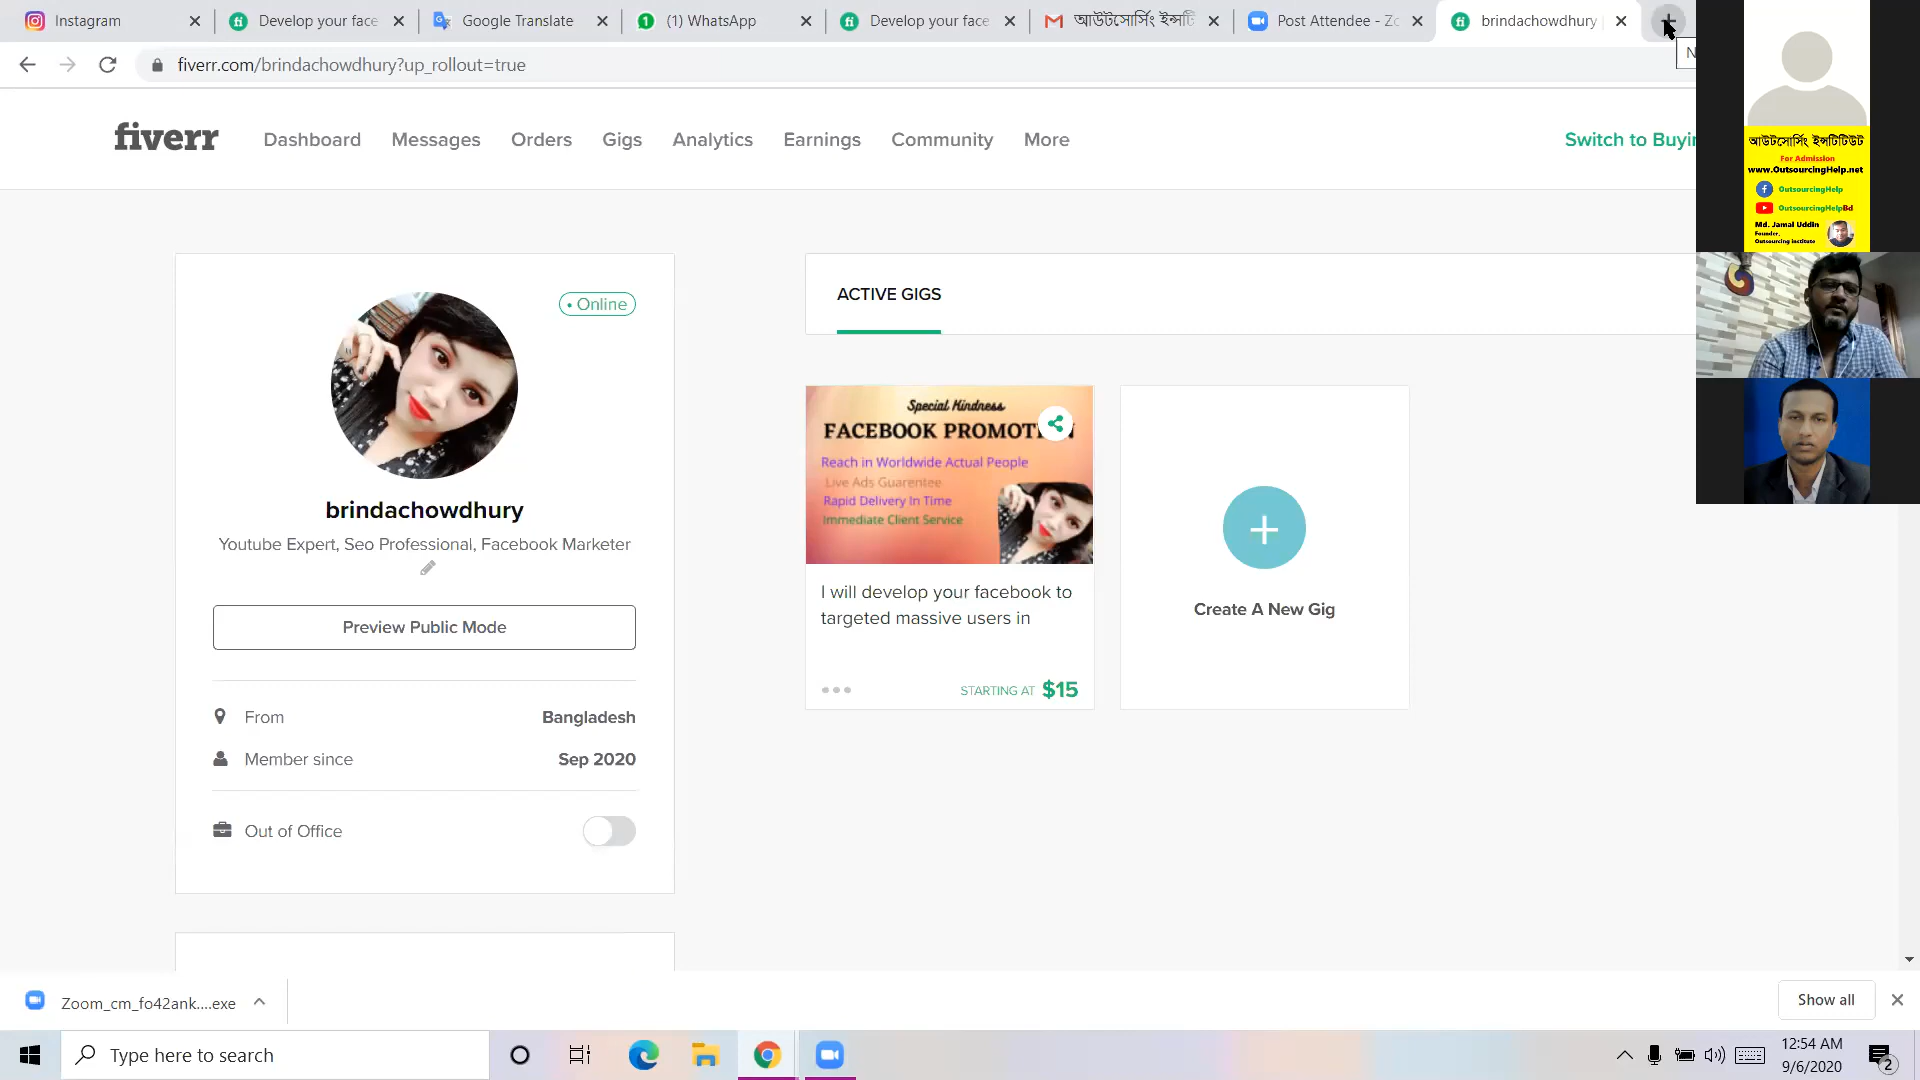 Instagram
Develop your face
Google Translate
(1) WhatsApp
Develop your face
আউটসোর্সিং ইন্সটি
Post Attendee - Zo
brindachowdhury
fiverr.com/brindachowdhury?up_rollout=true
fiverr
Dashboard
Messages
Orders
Gigs
Analytics
Earnings
Community
More
Switch to Buyin
আউটসোর্সিং ইন্সটিটিউট
For Admission
www.OutsourcingHelp.net
OutsourcingHelp
OutsourcingHelpBd
Md. Jamal Uddin
Founder,
Outsourcing institute
• Online
brindachowdhury
Youtube Expert, Seo Professional, Facebook Marketer
Preview Public Mode
From Bangladesh
Member since Sep 2020
Out of Office
ACTIVE GIGS
Special Kindness
FACEBOOK PROMOT
Reach in Worldwide Actual People
Live Ads Guarentee
Rapid Delivery In Time
Immediate Client Service
I will develop your facebook to
targeted massive users in
STARTING AT $15
Create A New Gig
Zoom_cm_fo42ank....exe
Show all
Type here to search
12:54 AM
9/6/2020
2